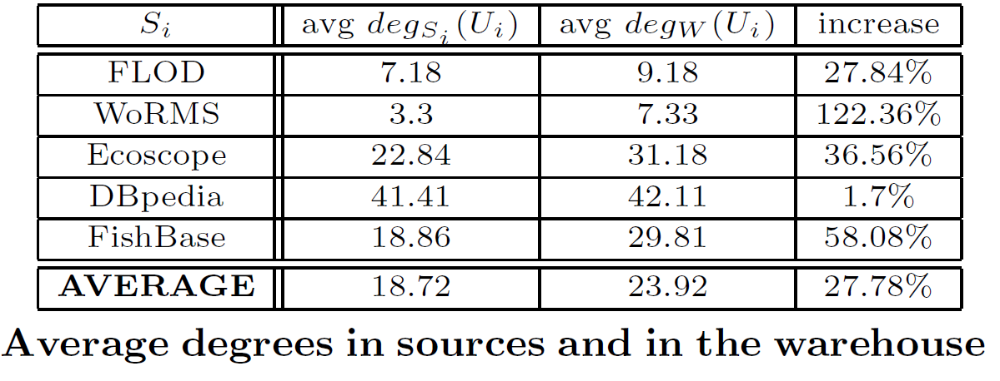 S_i avg deg_{S_i}(U_i) avg deg_W(U_i) increase
FLOD 7.18 9.18 27.84%
WoRMS 3.3 7.33 122.36%
Ecoscope 22.84 31.18 36.56%
DBpedia 41.41 42.11 1.7%
FishBase 18.86 29.81 58.08%
AVERAGE 18.72 23.92 27.78%
Average degrees in sources and in the warehouse